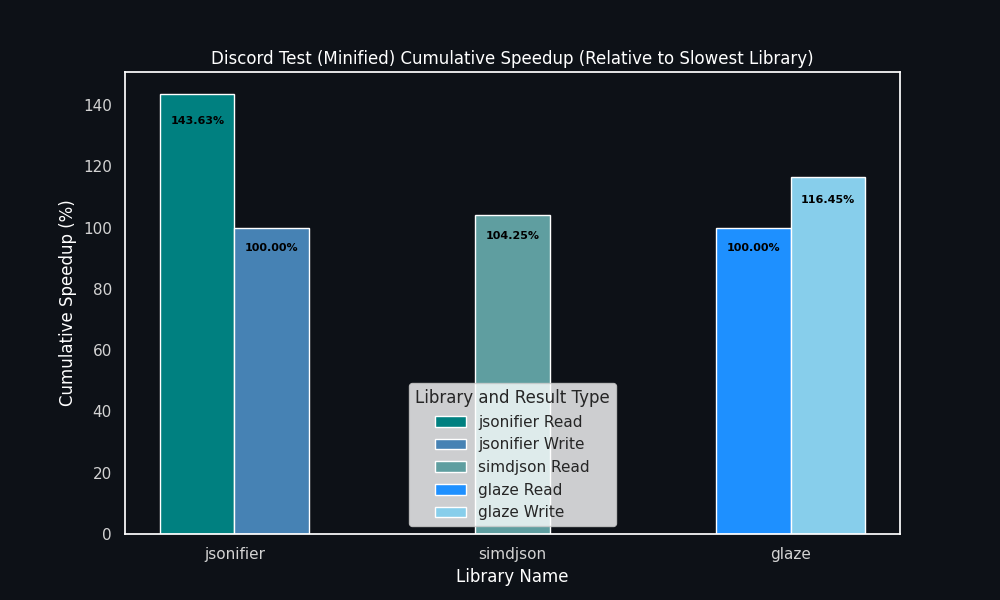 Discord Test (Minified) Cumulative Speedup (Relative to Slowest Library)
Cumulative Speedup (%)
140
120
100
80
60
40
20
0
143.63%
100.00%
104.25%
100.00%
116.45%
Library and Result Type
jsonifier Read
jsonifier Write
simdjson Read
glaze Read
glaze Write
jsonifier
simdjson
glaze
Library Name